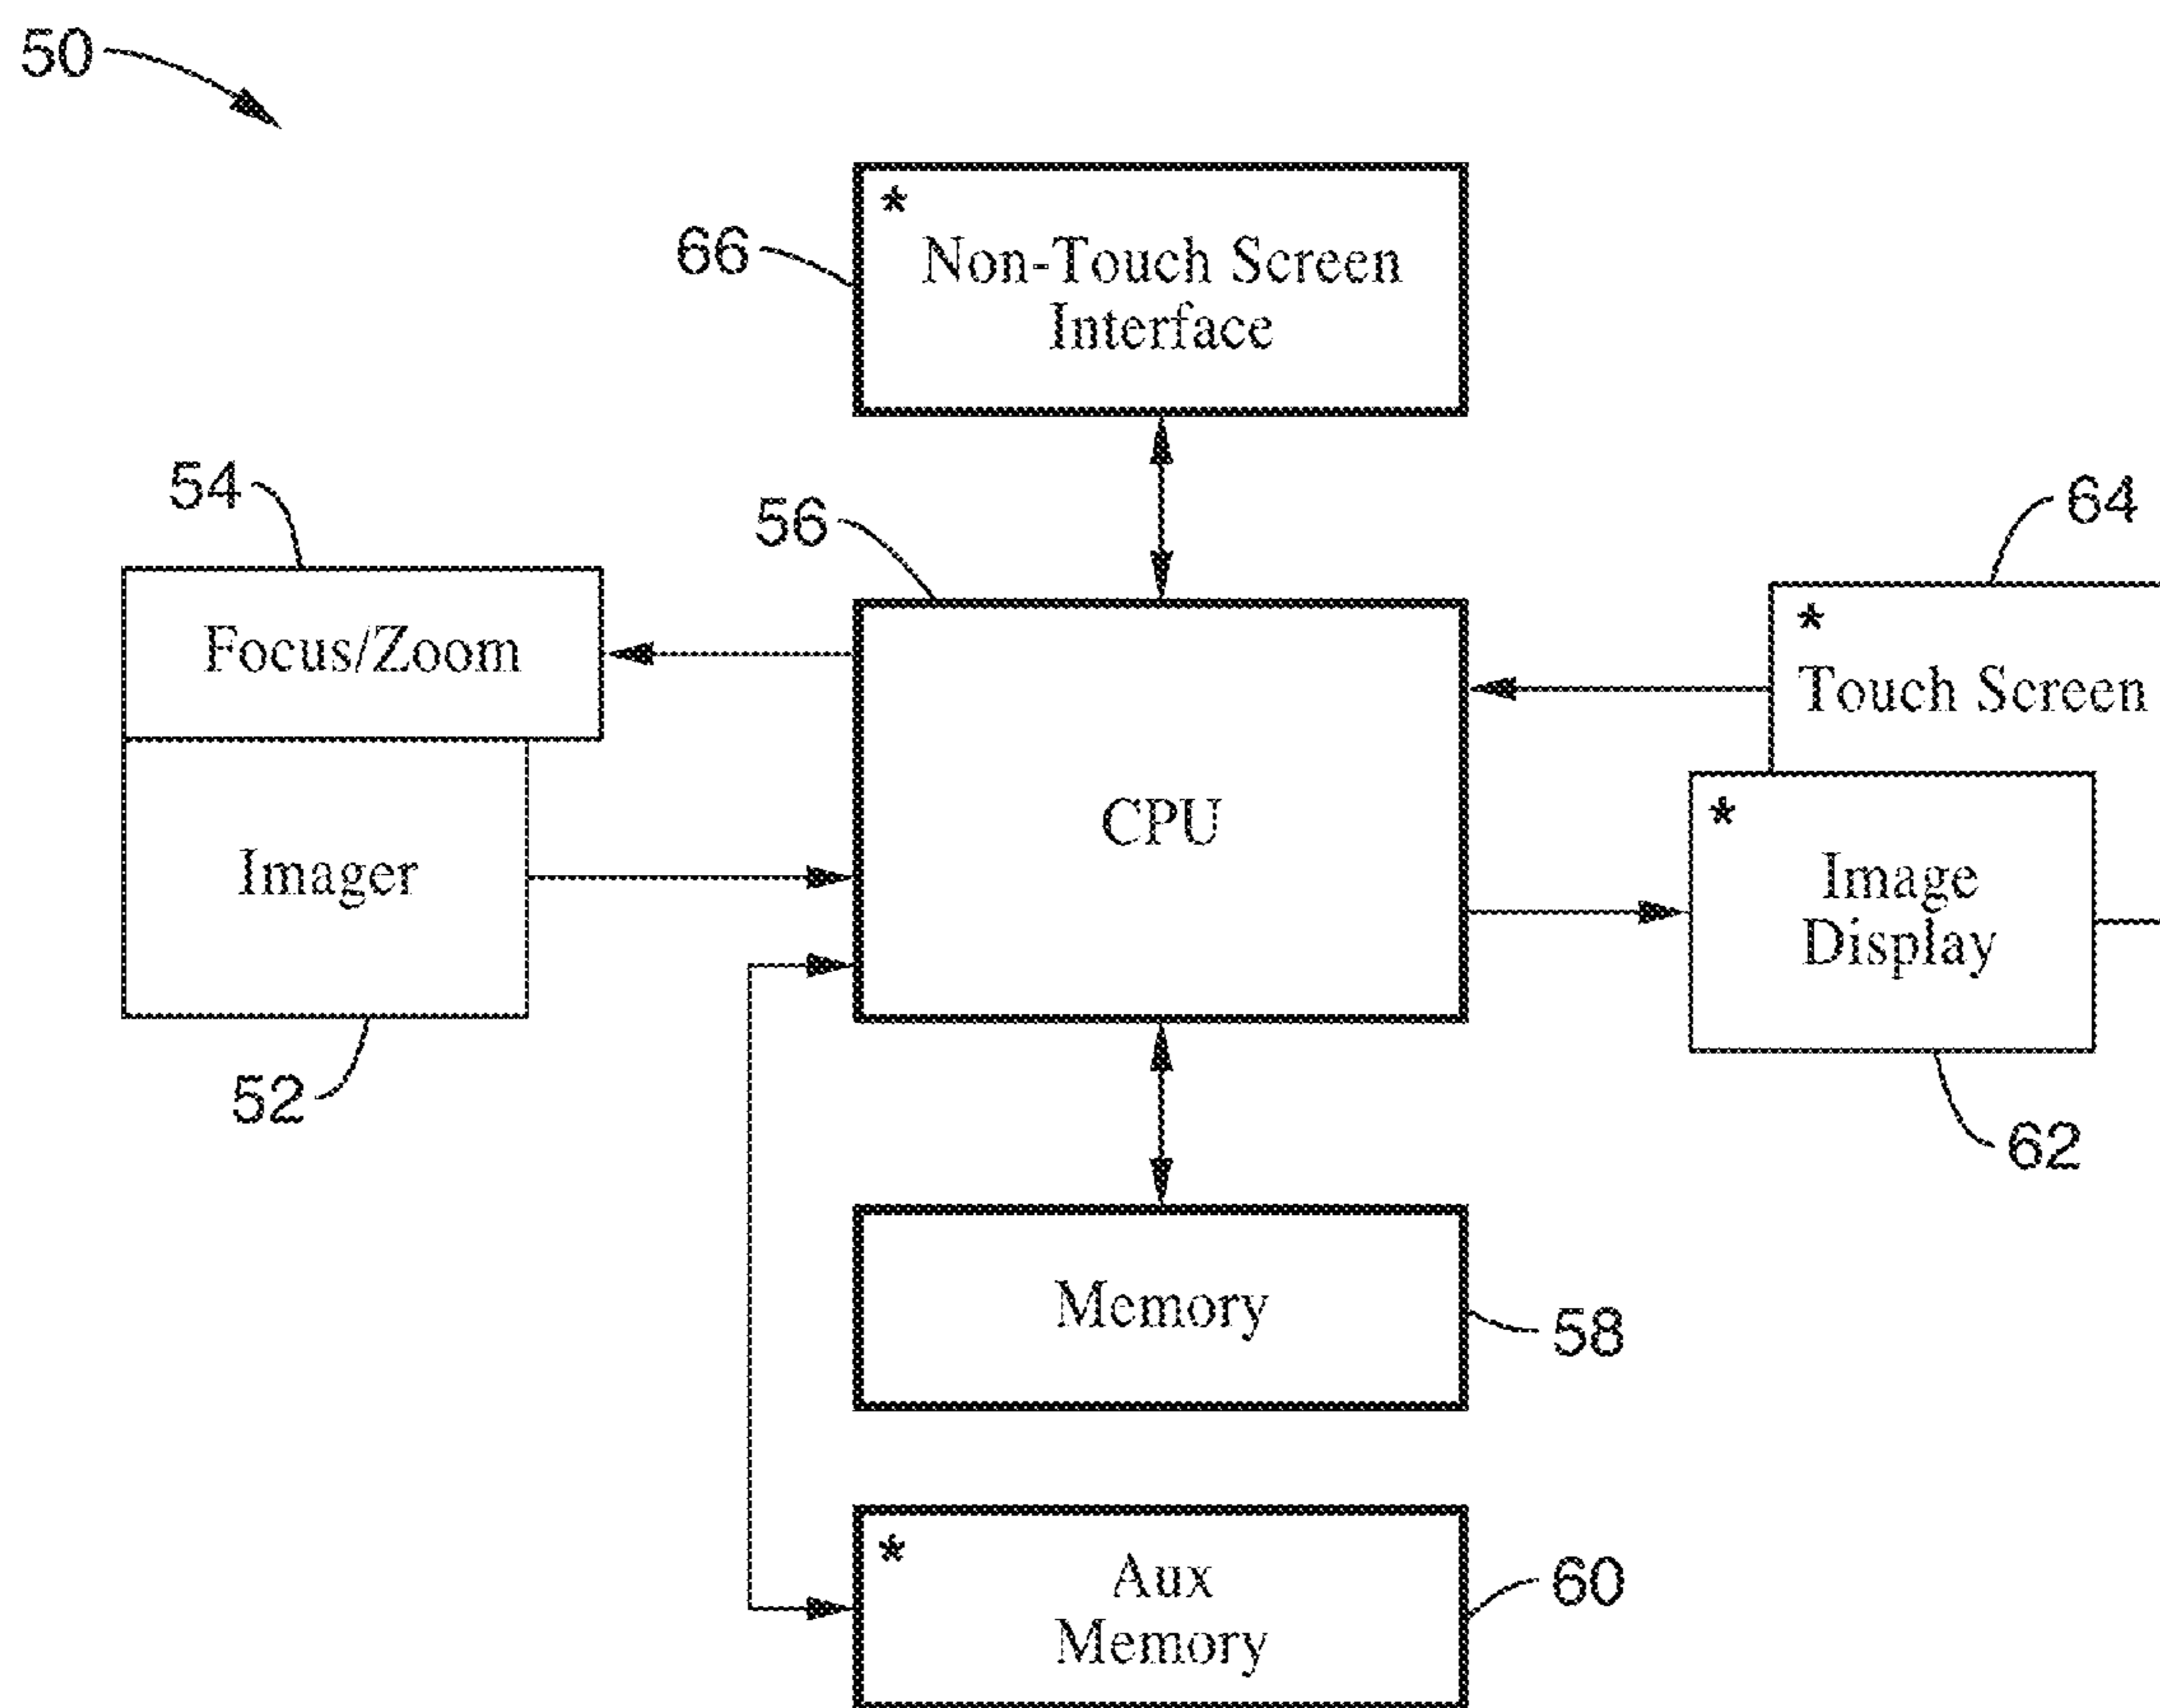 50
*
66
Non-Touch Screen
Interface
54
56
64
Focus/Zoom
*
Touch Screen
CPU
*
Imager
Image
Display
52
62
Memory
58
*
Aux
Memory
60